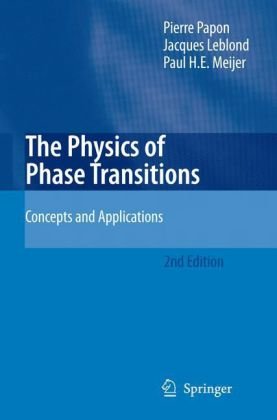 Pierre Papon
Jacques Leblond
Paul H.E. Meijer
The Physics of
Phase Transitions
Concepts and Applications
2nd Edition
Springer